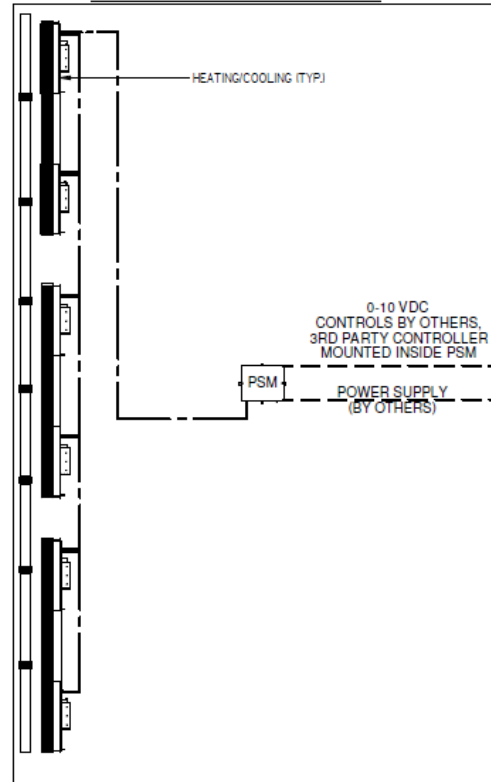 HEATING/COOLING (TYP.)
0-10 VDC
CONTROLS BY OTHERS,
3RD PARTY CONTROLLER
MOUNTED INSIDE PSM
PSM
POWER SUPPLY
(BY OTHERS)